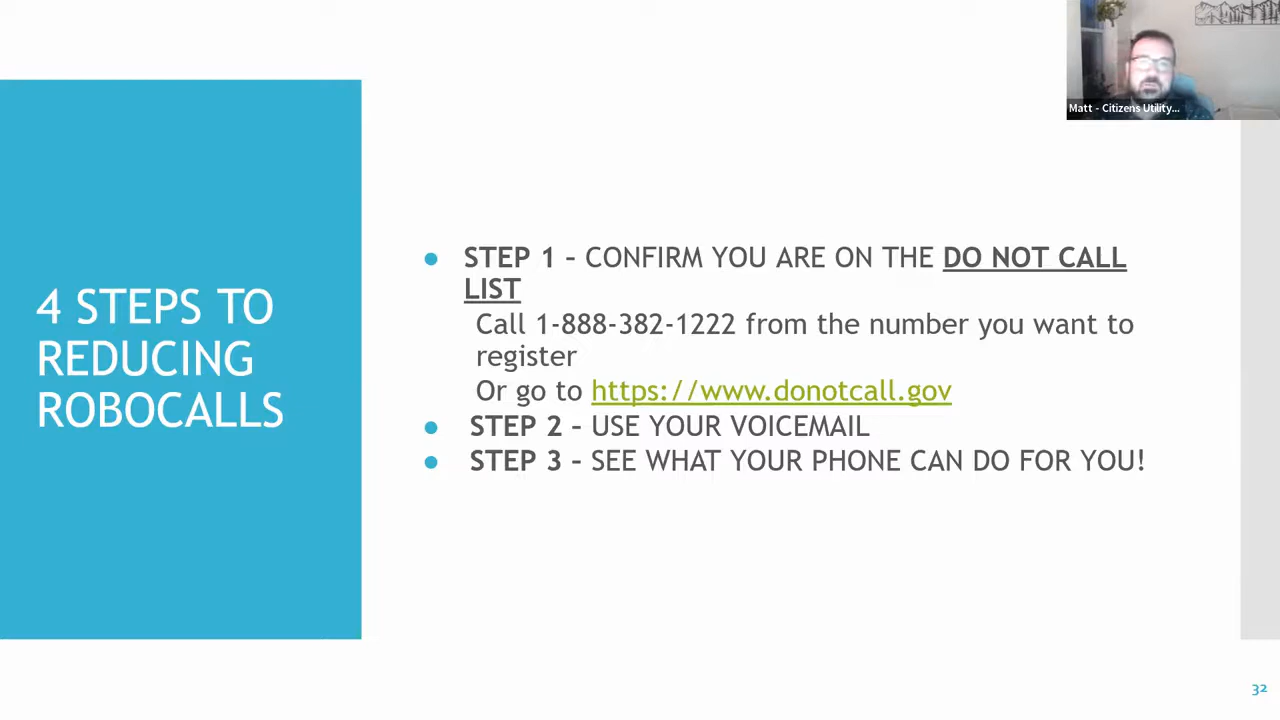 Matt - Citizens Utility...
4 STEPS TO
REDUCING
ROBOCALLS
● STEP 1 – CONFIRM YOU ARE ON THE DO NOT CALL
LIST
Call 1-888-382-1222 from the number you want to
register
Or go to https://www.donotcall.gov
● STEP 2 – USE YOUR VOICEMAIL
● STEP 3 – SEE WHAT YOUR PHONE CAN DO FOR YOU!
32